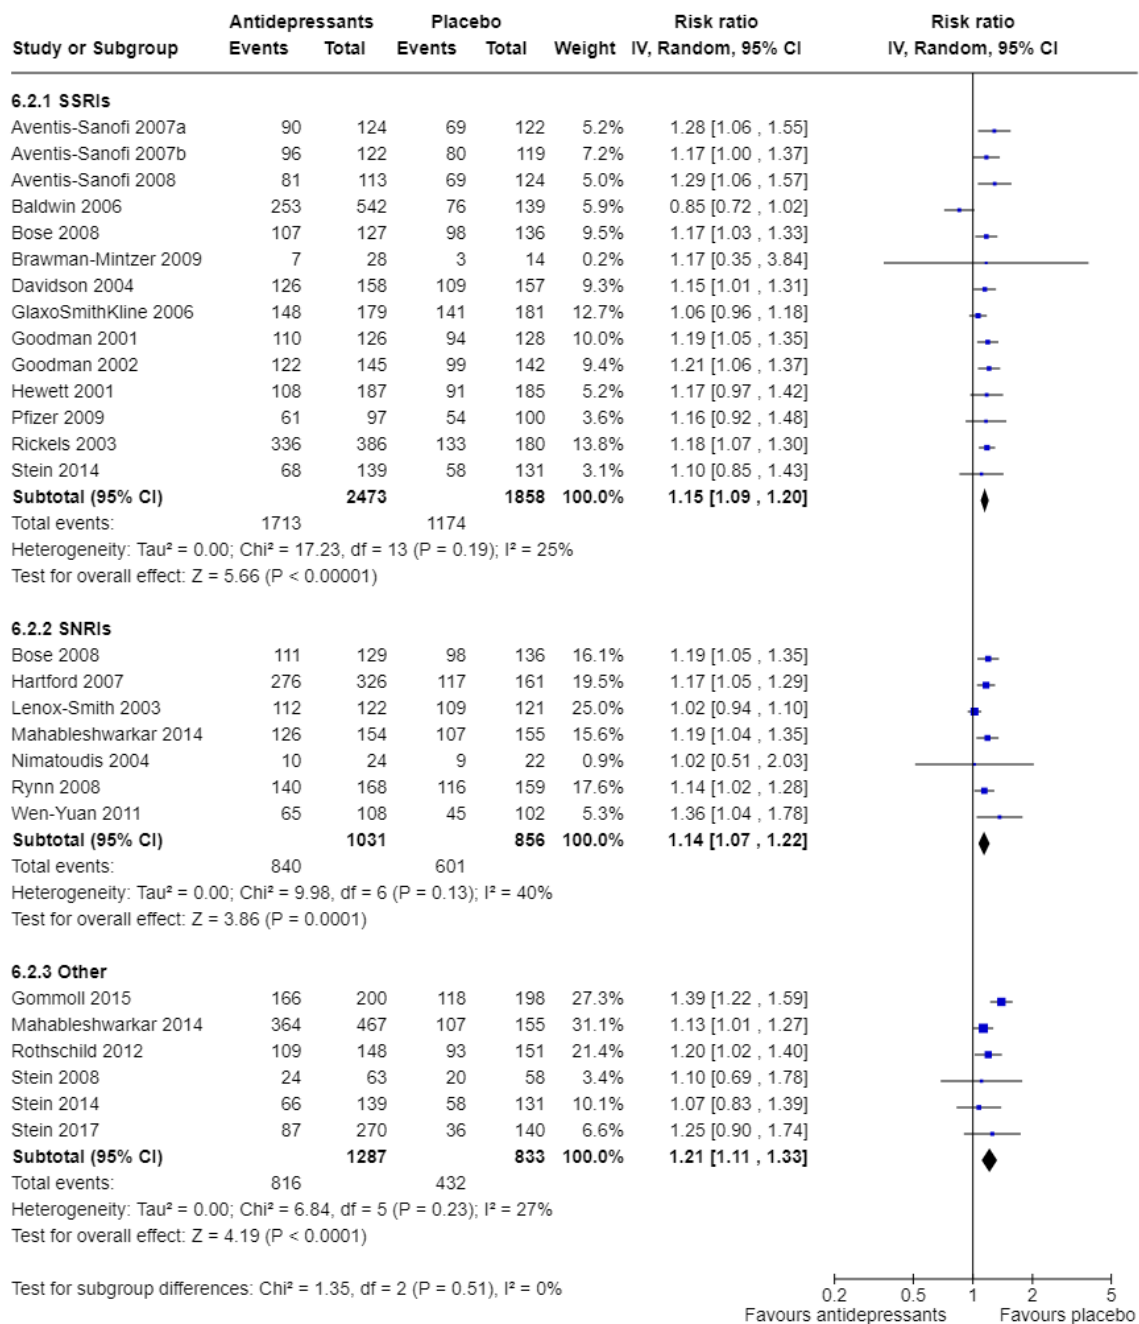 Antidepressants Placebo Risk ratio Risk ratio
Study or Subgroup Events Total Events Total Weight IV, Random, 95% CI IV, Random, 95% CI
6.2.1 SSRIs
Aventis-Sanofi 2007a 90 124 69 122 5.2% 1.28 [1.06 , 1.55]
Aventis-Sanofi 2007b 96 122 80 119 7.2% 1.17 [1.00 , 1.37]
Aventis-Sanofi 2008 81 113 69 124 5.0% 1.29 [1.06 , 1.57]
Baldwin 2006 253 542 76 139 5.9% 0.85 [0.72 , 1.02]
Bose 2008 107 127 98 136 9.5% 1.17 [1.03 , 1.33]
Brawman-Mintzer 2009 7 28 3 14 0.2% 1.17 [0.35 , 3.84]
Davidson 2004 126 158 109 157 9.3% 1.15 [1.01 , 1.31]
GlaxoSmithKline 2006 148 179 141 181 12.7% 1.06 [0.96 , 1.18]
Goodman 2001 110 126 94 128 10.0% 1.19 [1.05 , 1.35]
Goodman 2002 122 145 99 142 9.4% 1.21 [1.06 , 1.37]
Hewett 2001 108 187 91 185 5.2% 1.17 [0.97 , 1.42]
Pfizer 2009 61 97 54 100 3.6% 1.16 [0.92 , 1.48]
Rickels 2003 336 386 133 180 13.8% 1.18 [1.07 , 1.30]
Stein 2014 68 139 58 131 3.1% 1.10 [0.85 , 1.43]
Subtotal (95% CI) 2473 1858 100.0% 1.15 [1.09 , 1.20]
Total events: 1713 1174
Heterogeneity: Tau² = 0.00; Chi² = 17.23, df = 13 (P = 0.19); I² = 25%
Test for overall effect: Z = 5.66 (P < 0.00001)
6.2.2 SNRIs
Bose 2008 111 129 98 136 16.1% 1.19 [1.05 , 1.35]
Hartford 2007 276 326 117 161 19.5% 1.17 [1.05 , 1.29]
Lenox-Smith 2003 112 122 109 121 25.0% 1.02 [0.94 , 1.10]
Mahableshwarkar 2014 126 154 107 155 15.6% 1.19 [1.04 , 1.35]
Nimatoudis 2004 10 24 9 22 0.9% 1.02 [0.51 , 2.03]
Rynn 2008 140 168 116 159 17.6% 1.14 [1.02 , 1.28]
Wen-Yuan 2011 65 108 45 102 5.3% 1.36 [1.04 , 1.78]
Subtotal (95% CI) 1031 856 100.0% 1.14 [1.07 , 1.22]
Total events: 840 601
Heterogeneity: Tau² = 0.00; Chi² = 9.98, df = 6 (P = 0.13); I² = 40%
Test for overall effect: Z = 3.86 (P = 0.0001)
6.2.3 Other
Gommoll 2015 166 200 118 198 27.3% 1.39 [1.22 , 1.59]
Mahableshwarkar 2014 364 467 107 155 31.1% 1.13 [1.01 , 1.27]
Rothschild 2012 109 148 93 151 21.4% 1.20 [1.02 , 1.40]
Stein 2008 24 63 20 58 3.4% 1.10 [0.69 , 1.78]
Stein 2014 66 139 58 131 10.1% 1.07 [0.83 , 1.39]
Stein 2017 87 270 36 140 6.6% 1.25 [0.90 , 1.74]
Subtotal (95% CI) 1287 833 100.0% 1.21 [1.11 , 1.33]
Total events: 816 432
Heterogeneity: Tau² = 0.00; Chi² = 6.84, df = 5 (P = 0.23); I² = 27%
Test for overall effect: Z = 4.19 (P < 0.0001)
Test for subgroup differences: Chi² = 1.35, df = 2 (P = 0.51), I² = 0%
0.2 0.5 1 2 5
Favours antidepressants Favours placebo